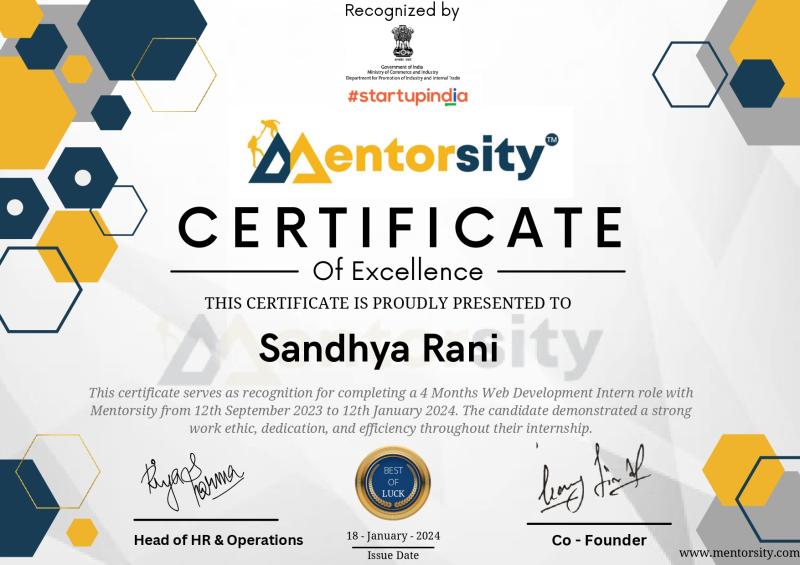 Recognized by
Government of India
Ministry of Commerce and Industry
Department for Promotion of Industry and Internal Trade
#startupindia
Mentorsity™
CERTIFICATE
Of Excellence
THIS CERTIFICATE IS PROUDLY PRESENTED TO
Sandhya Rani
This certificate serves as recognition for completing a 4 Months Web Development Intern role with
Mentorsity from 12th September 2023 to 12th January 2024. The candidate demonstrated a strong
work ethic, dedication, and efficiency throughout their internship.
BEST
OF
LUCK
Head of HR & Operations
18 - January - 2024
Issue Date
Co - Founder
www.mentorsity.com